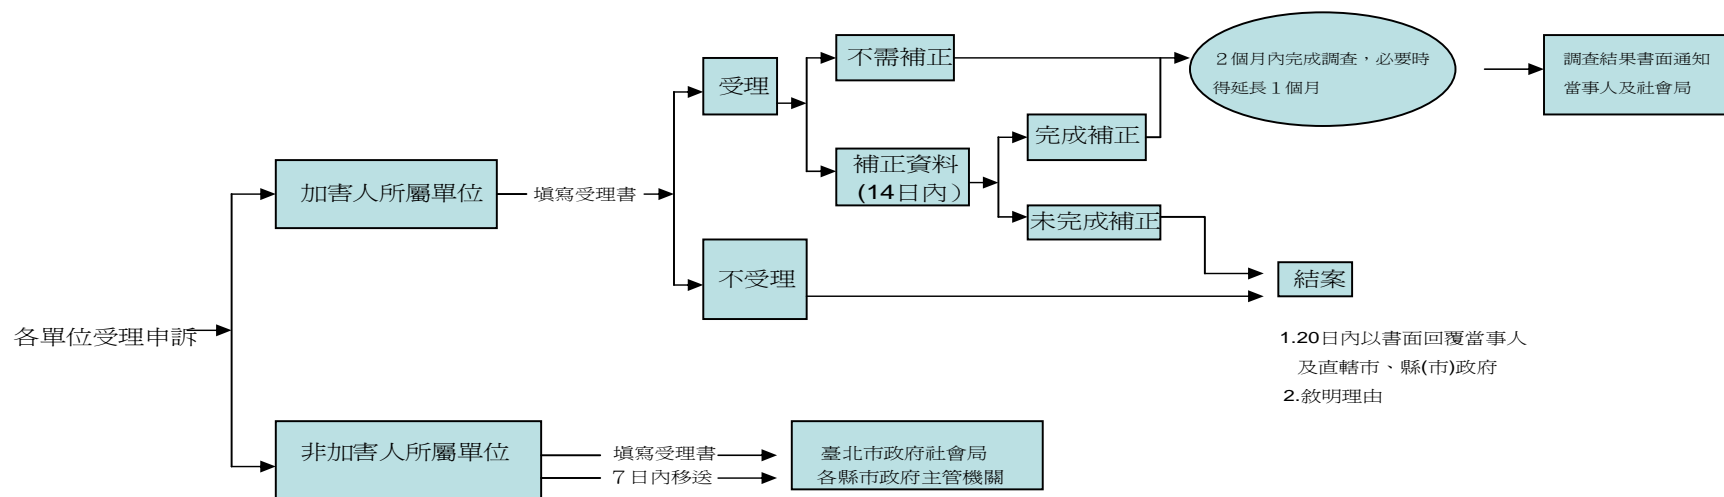 不需補正
2個月內完成調查，必要時
得延長1個月
調查結果書面通知
當事人及社會局
受理
完成補正
補正資料
(14日內）
加害人所屬單位
填寫受理書
未完成補正
不受理
結案
各單位受理申訴
1.20日內以書面回覆當事人
及直轄市、縣(市)政府
2.敘明理由
非加害人所屬單位
填寫受理書
7日內移送
臺北市政府社會局
各縣市政府主管機關